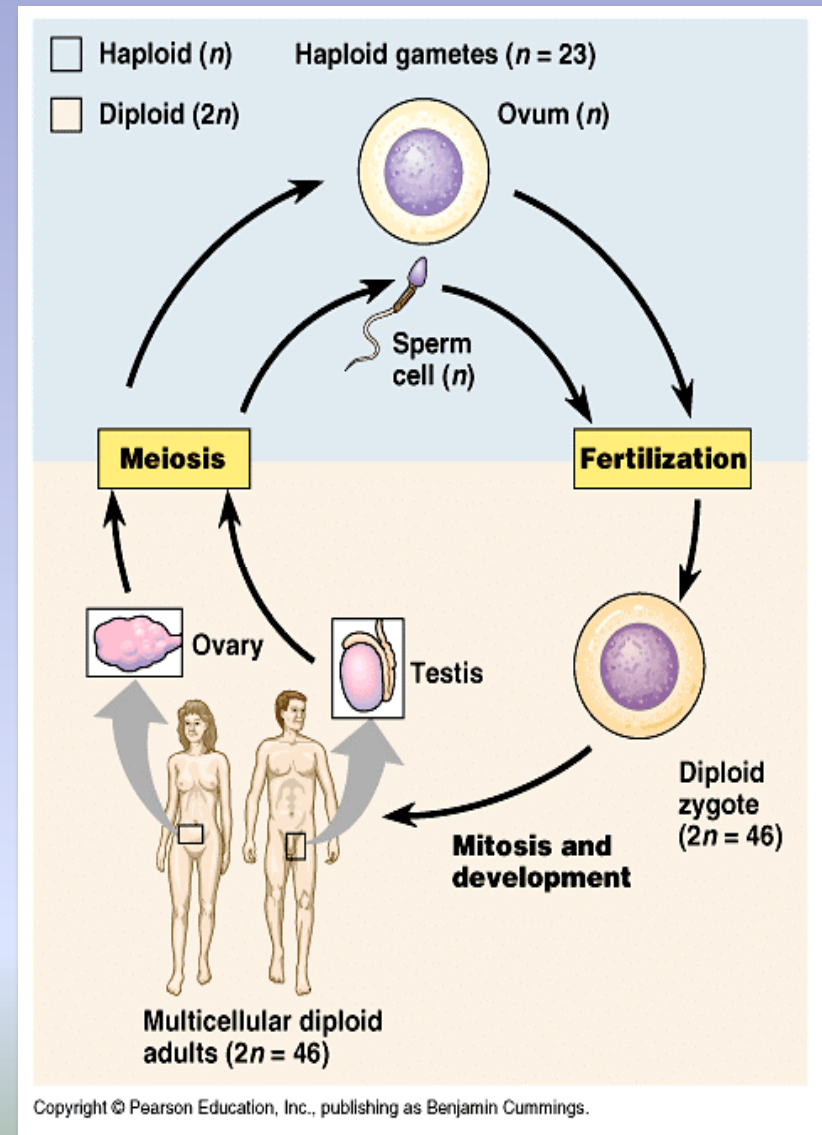 Haploid (n)
Haploid gametes (n = 23)
Diploid (2n)
Ovum (n)
Sperm
cell (n)
Meiosis
Fertilization
Ovary
Testis
Diploid
zygote
(2n = 46)
Mitosis and
development
Multicellular diploid
adults (2n = 46)
Copyright © Pearson Education, Inc., publishing as Benjamin Cummings.